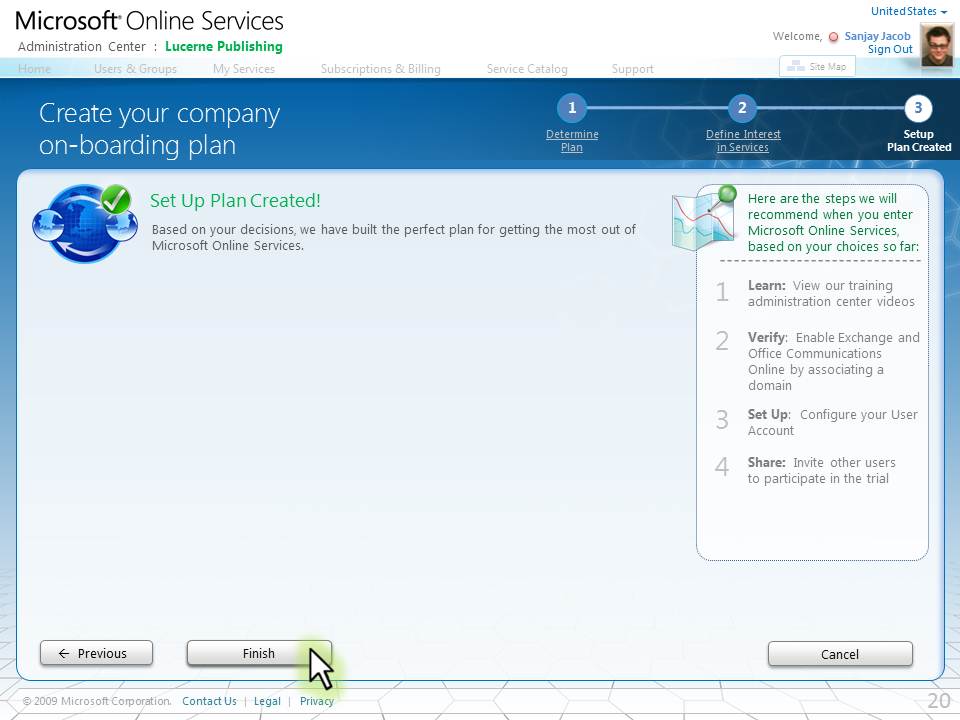 Microsoft® Online Services
United States
Administration Center : Lucerne Publishing
Welcome, Sanjay Jacob
Sign Out
Home Users & Groups My Services Subscriptions & Billing Service Catalog Support
Site Map
Create your company
on-boarding plan
1 2 3
Determine
Plan
Define Interest
in Services
Setup
Plan Created
Set Up Plan Created!
Based on your decisions, we have built the perfect plan for getting the most out of
Microsoft Online Services.
Here are the steps we will
recommend when you enter
Microsoft Online Services,
based on your choices so far:
1 Learn: View our training
administration center videos
2 Verify: Enable Exchange and
Office Communications
Online by associating a
domain
3 Set Up: Configure your User
Account
4 Share: Invite other users
to participate in the trial
← Previous
Finish
Cancel
© 2009 Microsoft Corporation. Contact Us | Legal | Privacy
20